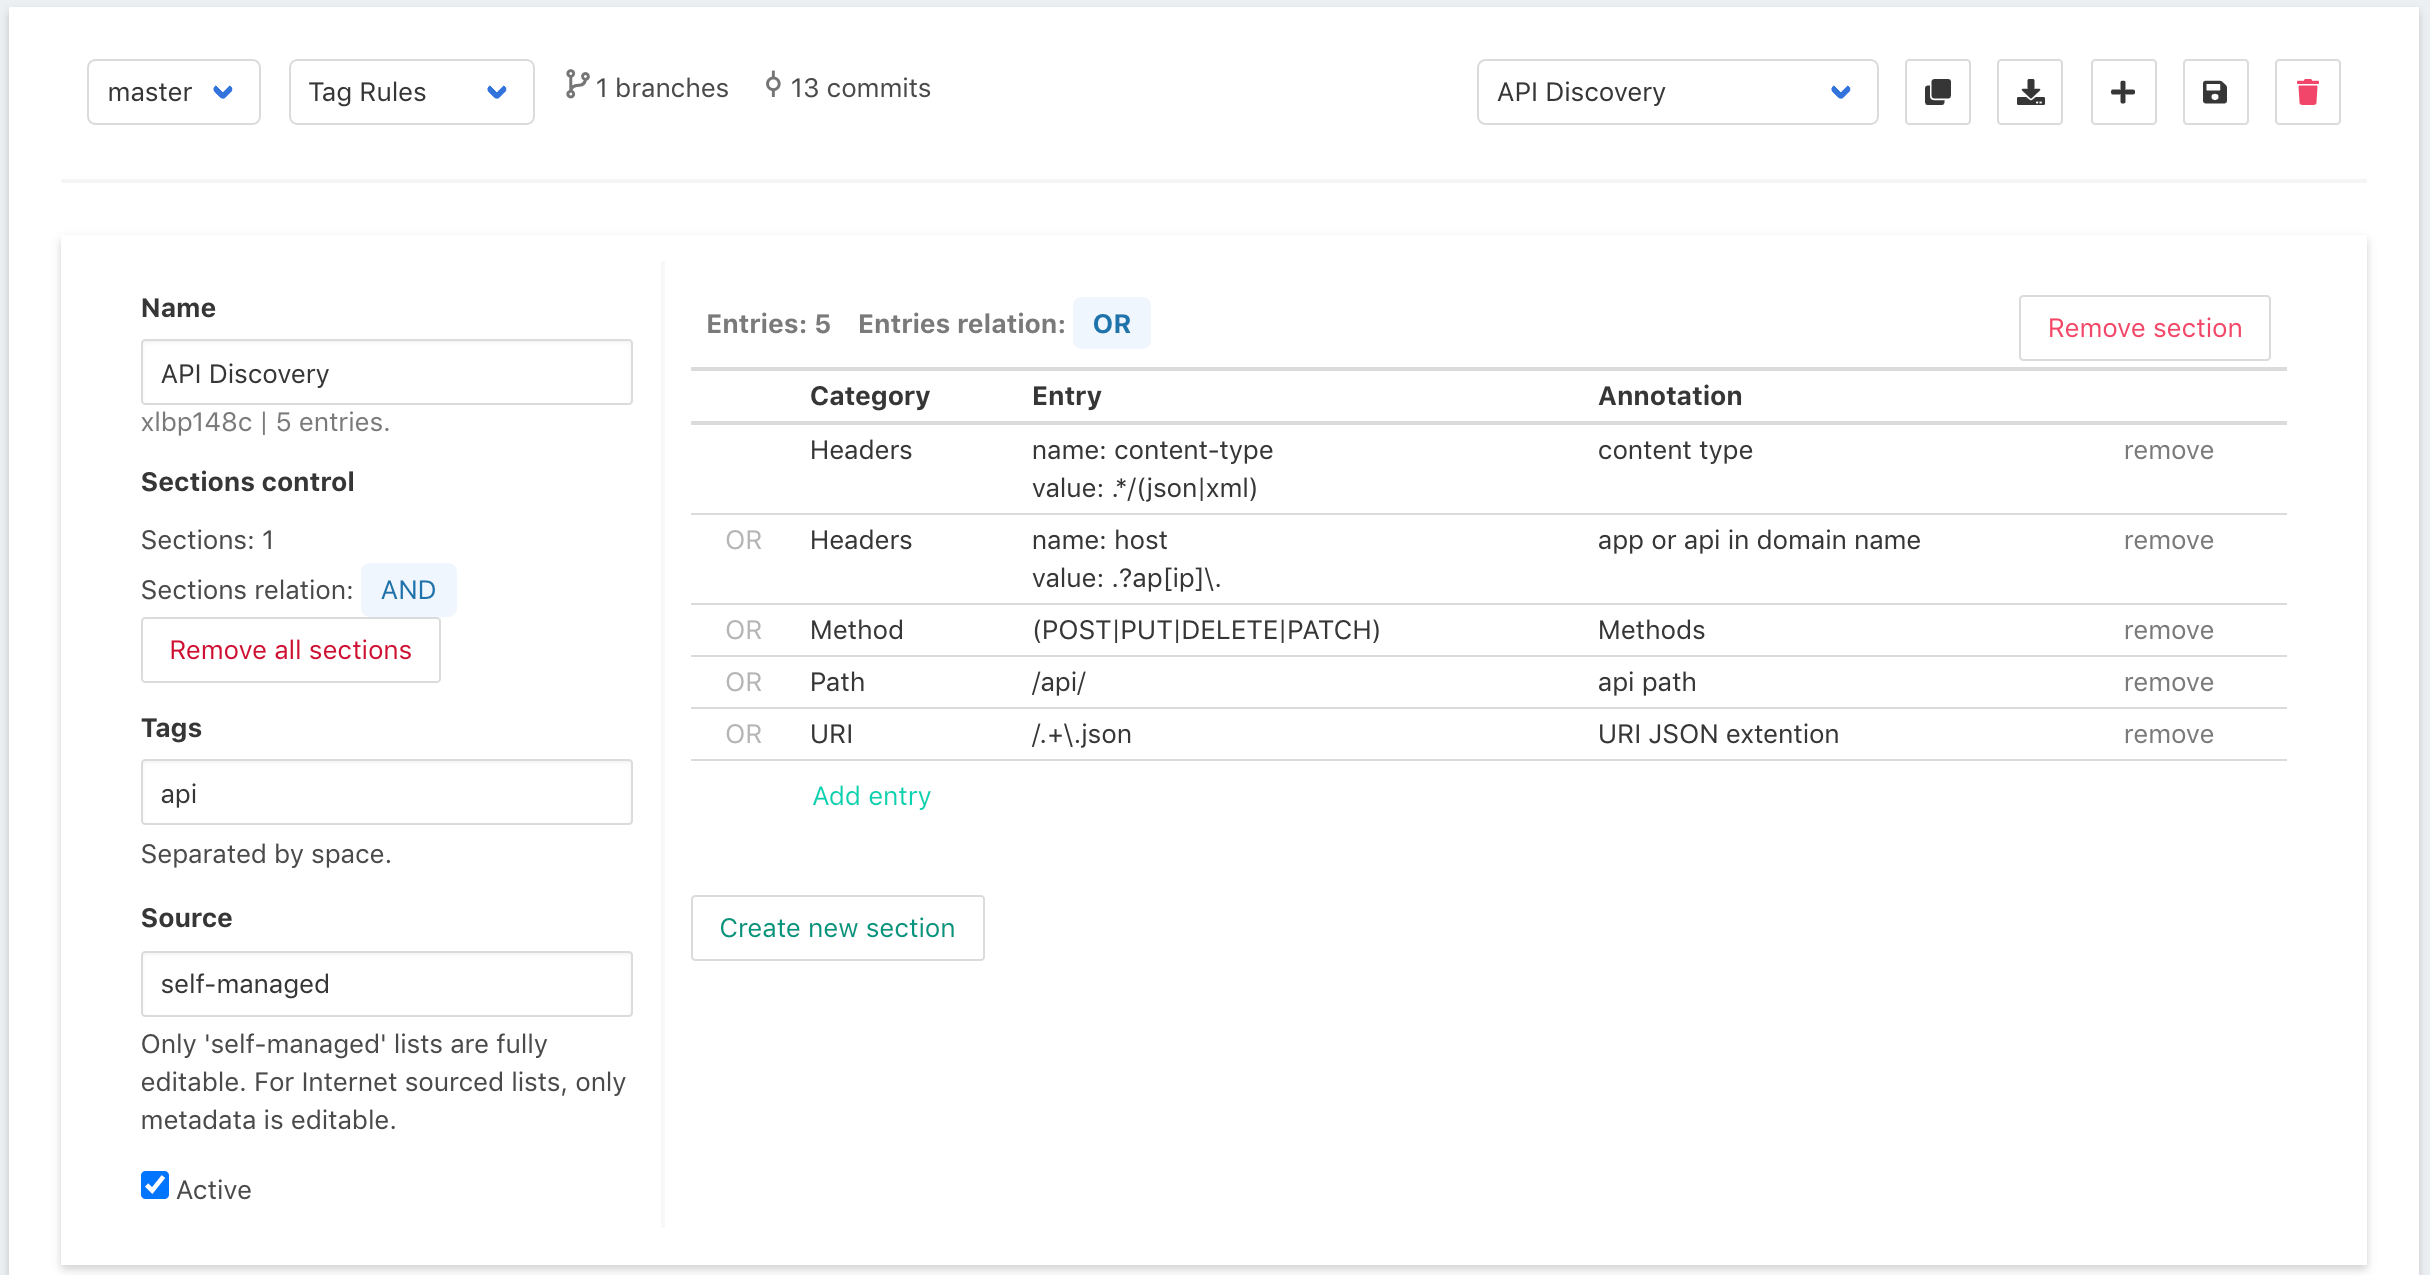 master
Tag Rules
1 branches
13 commits
API Discovery
Name
API Discovery
xlbp148c | 5 entries.
Sections control
Sections: 1
Sections relation: AND
Remove all sections
Tags
api
Separated by space.
Source
self-managed
Only 'self-managed' lists are fully
editable. For Internet sourced lists, only
metadata is editable.
Active
Entries: 5 Entries relation: OR
Remove section
Category Entry Annotation
Headers name: content-type content type remove
value: .*/(json|xml)
OR Headers name: host app or api in domain name remove
value: .?ap[ip]\.
OR Method (POST|PUT|DELETE|PATCH) Methods remove
OR Path /api/ api path remove
OR URI /.+\.json URI JSON extention remove
Add entry
Create new section